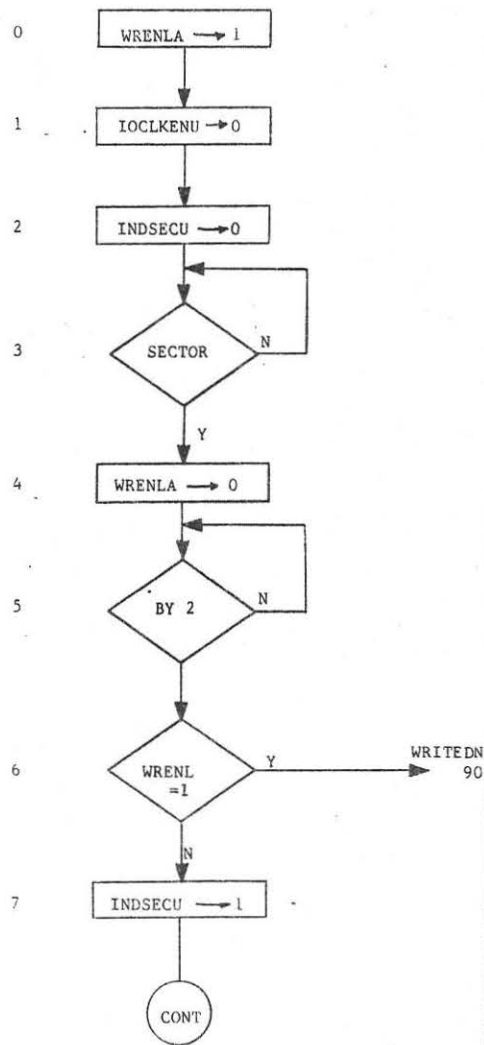 0
WRENLA → 1
1
IOCLKENU → 0
2
INDSECU → 0
3
SECTOR
N
Y
4
WRENLA → 0
5
BY 2
N
6
WRENL
=1
Y
WRITEDN
90
N
7
INDSECU → 1
CONT